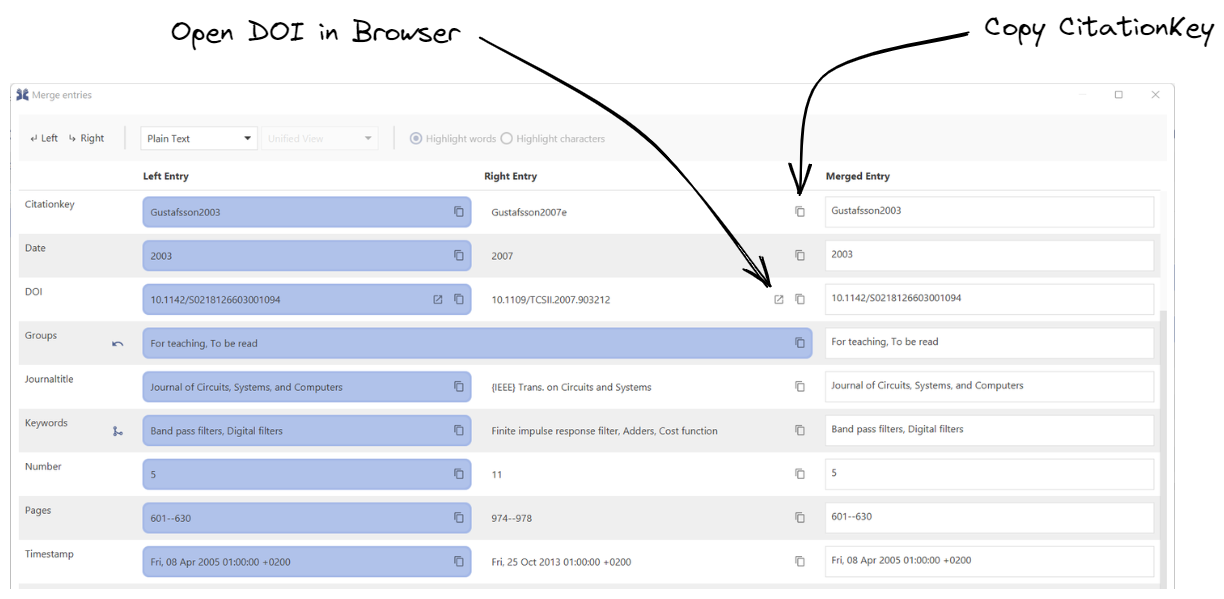 Open DOI in Browser
Copy CitationKey
Merge entries
Left Right Plain Text Unified View Highlight words Highlight characters
Left Entry Right Entry Merged Entry
Citationkey Gustafsson2003 Gustafsson2007e Gustafsson2003
Date 2003 2007 2003
DOI 10.1142/S0218126603001094 10.1109/TCSII.2007.903212 10.1142/S0218126603001094
Groups For teaching, To be read For teaching, To be read
Journaltitle Journal of Circuits, Systems, and Computers {IEEE} Trans. on Circuits and Systems Journal of Circuits, Systems, and Computers
Keywords Band pass filters, Digital filters Finite impulse response filter, Adders, Cost function Band pass filters, Digital filters
Number 5 11 5
Pages 601--630 974--978 601--630
Timestamp Fri, 08 Apr 2005 01:00:00 +0200 Fri, 25 Oct 2013 01:00:00 +0200 Fri, 08 Apr 2005 01:00:00 +0200